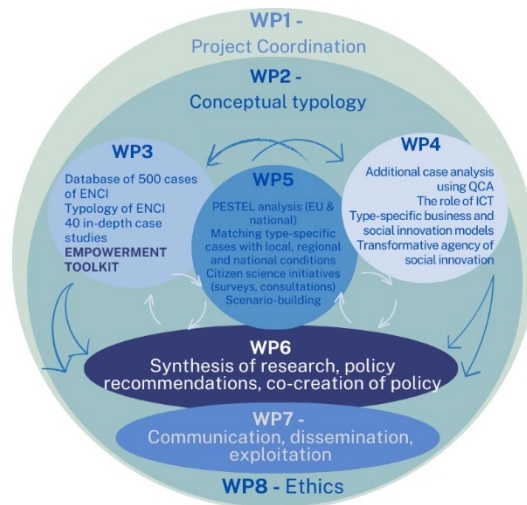 WP1 -
Project Coordination
WP2 -
Conceptual typology
WP3
Database of 500 cases
of ENCI
Typology of ENCI
40 in-depth case
studies
EMPOWERMENT
TOOLKIT
WP5
PESTEL analysis (EU &
national)
Matching type-specific
cases with local, regional
and national conditions
Citizen science initiatives
(surveys, consultations)
Scenario-building
WP4
Additional case analysis
using QCA
The role of ICT
Type-specific business and
social innovation models
Transformative agency of
social innovation
WP6
Synthesis of research, policy
recommendations, co-creation of policy
WP7 -
Communication, dissemination,
exploitation
WP8 - Ethics